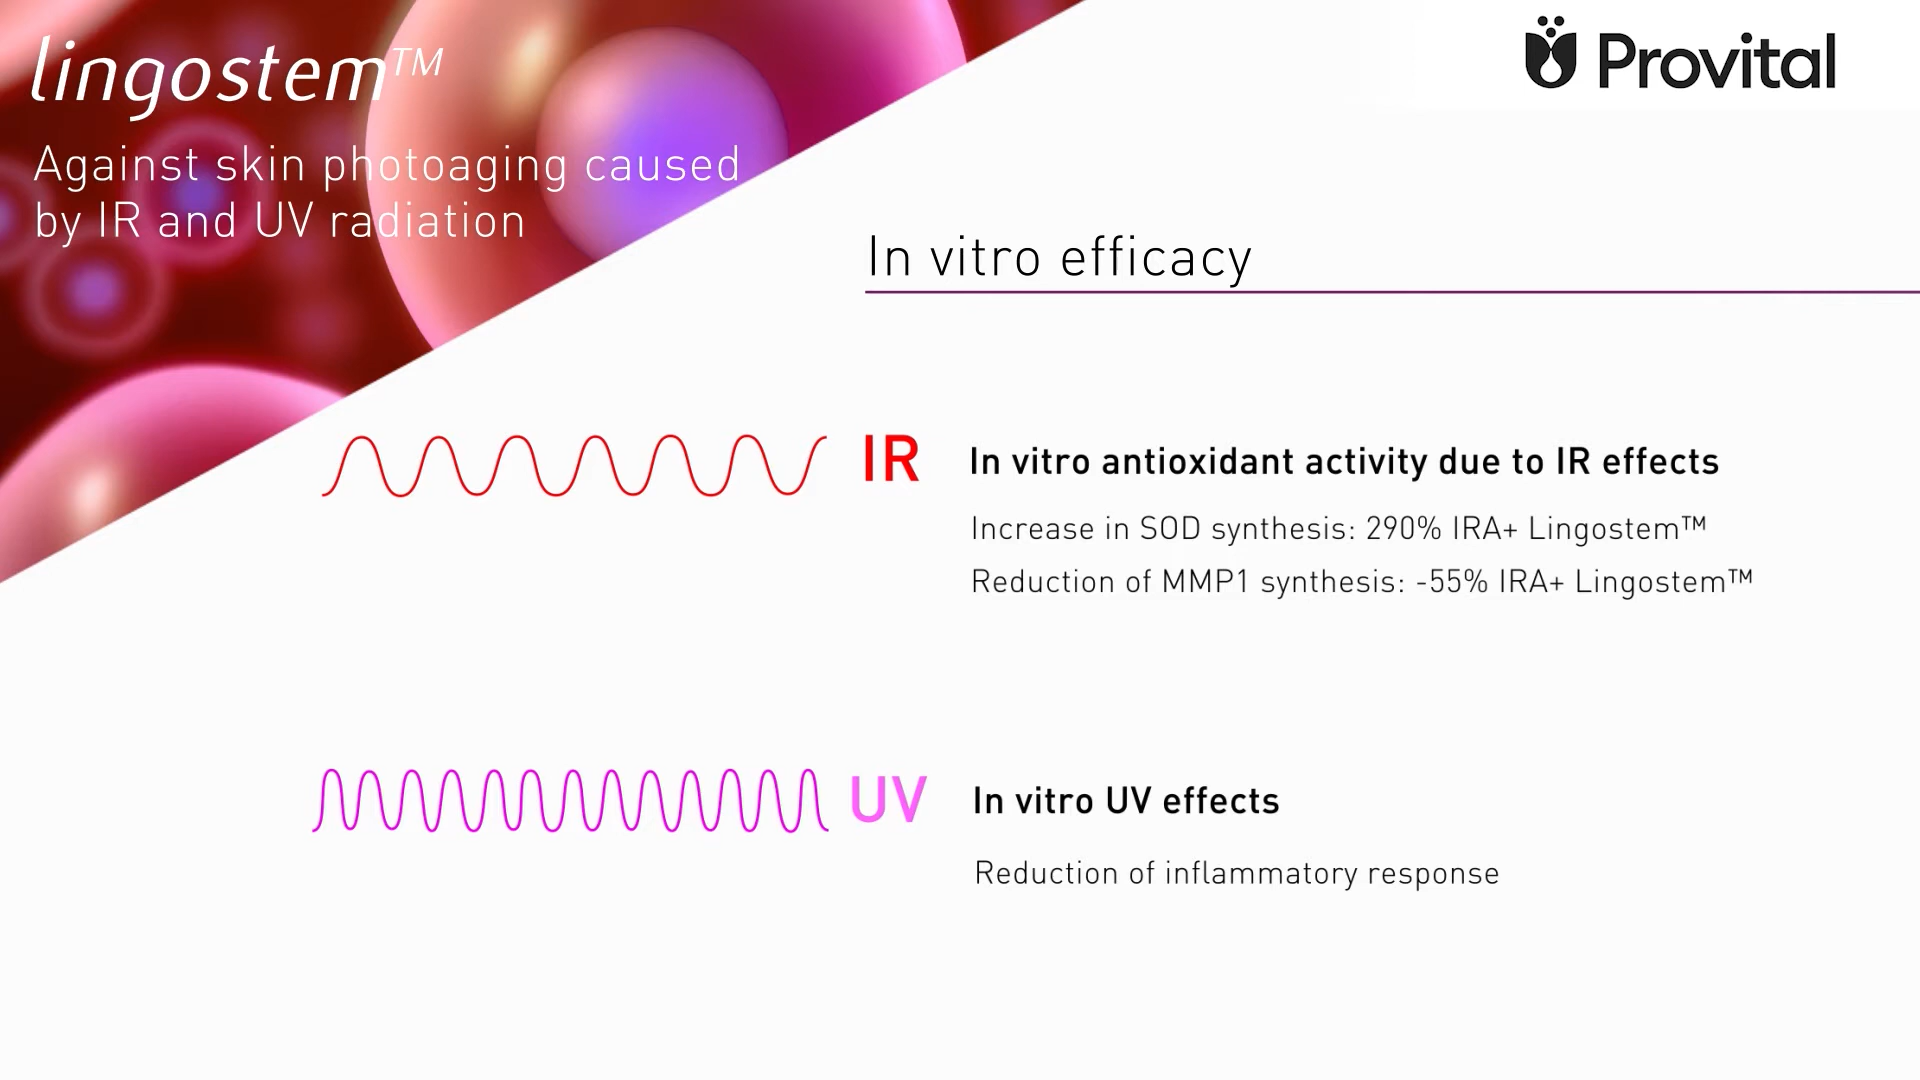 lingostem™
Against skin photoaging caused
by IR and UV radiation
Provital
In vitro efficacy
IR
In vitro antioxidant activity due to IR effects
Increase in SOD synthesis: 290% IRA+ Lingostem™
Reduction of MMP1 synthesis: -55% IRA+ Lingostem™
UV
In vitro UV effects
Reduction of inflammatory response